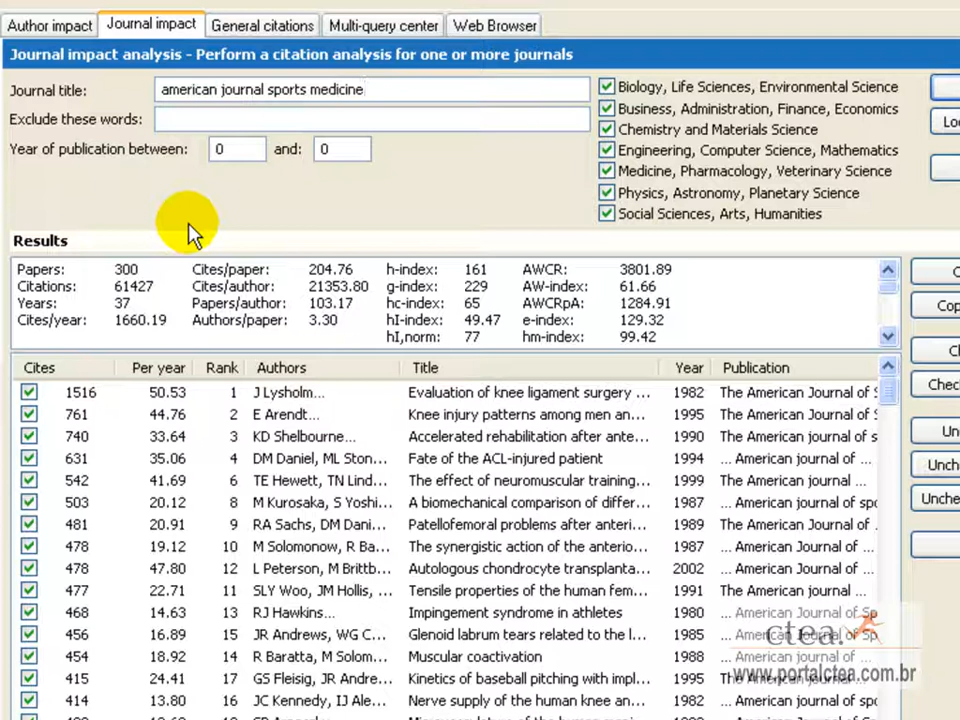 Author impact Journal impact General citations Multi-query center Web Browser
Journal impact analysis - Perform a citation analysis for one or more journals
Journal title: american journal sports medicine
Exclude these words:
Year of publication between: 0 and: 0
Biology, Life Sciences, Environmental Science
Business, Administration, Finance, Economics
Chemistry and Materials Science
Engineering, Computer Science, Mathematics
Medicine, Pharmacology, Veterinary Science
Physics, Astronomy, Planetary Science
Social Sciences, Arts, Humanities
Results
Papers: 300 Cites/paper: 204.76 h-index: 161 AWCR: 3801.89
Citations: 61427 Cites/author: 21353.80 g-index: 229 AW-index: 61.66
Years: 37 Papers/author: 103.17 hc-index: 65 AWCRpA: 1284.91
Cites/year: 1660.19 Authors/paper: 3.30 hI-index: 49.47 e-index: 129.32
hI,norm: 77 hm-index: 99.42
Cites Per year Rank Authors Title Year Publication
1516 50.53 1 J Lysholm... Evaluation of knee ligament surgery ... 1982 The American Journal of S
761 44.76 2 E Arendt... Knee injury patterns among men an... 1995 The American Journal of
740 33.64 3 KD Shelbourne... Accelerated rehabilitation after ante... 1990 The American journal of s
631 35.06 4 DM Daniel, ML Ston... Fate of the ACL-injured patient 1994 ... American journal of ...
542 41.69 6 TE Hewett, TN Lind... The effect of neuromuscular training... 1999 The American journal ...
503 20.12 8 M Kurosaka, S Yoshi... A biomechanical comparison of differ... 1987 ... American journal of spo
481 20.91 9 RA Sachs, DM Dani... Patellofemoral problems after anteri... 1989 ... American Journal of ...
478 19.12 10 M Solomonow, R Ba... The synergistic action of the anterio... 1987 ... American Journal of ...
478 47.80 12 L Peterson, M Brittb... Autologous chondrocyte transplanta... 2002 ... American Journal of ...
477 22.71 11 SLY Woo, JM Hollis, ... Tensile properties of the human fem... 1991 The American journal ...
468 14.63 13 RJ Hawkins... Impingement syndrome in athletes 1980 ... American Journal of Sp
456 16.89 15 JR Andrews, WG C... Glenoid labrum tears related to the l... 1985 ... American Journal of Sp
454 18.92 14 R Baratta, M Solom... Muscular coactivation 1988 ... American journal of ...
415 24.41 17 GS Fleisig, JR Andre... Kinetics of baseball pitching with impl... 1995 The American journal of spo
414 13.80 16 JC Kennedy, IJ Ale... Nerve supply of the human knee an... 1982 ... American Journal of ...
ctea.
www.portalctea.com.br